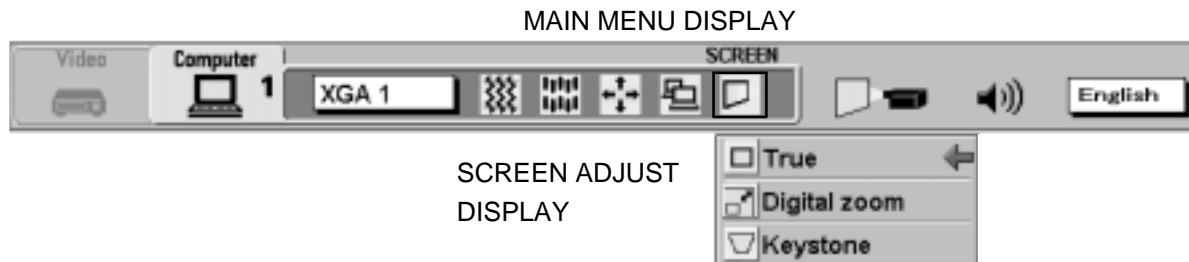 MAIN MENU DISPLAY
SCREEN
Video
Computer
1
XGA 1
English
SCREEN ADJUST
DISPLAY
True
Digital zoom
Keystone